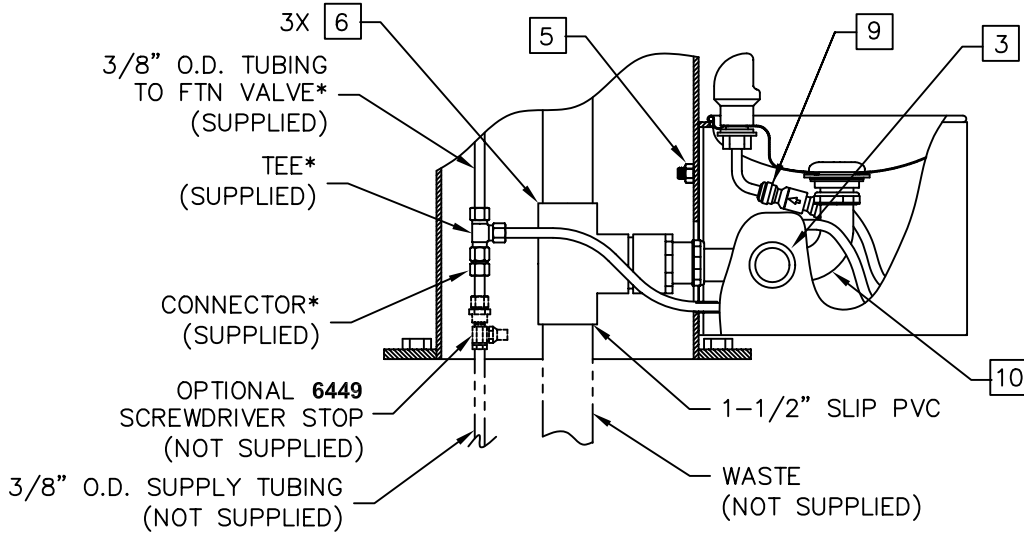 3X 6
5
9
3
3/8” O.D. TUBING
TO FTN VALVE*
(SUPPLIED)
TEE*
(SUPPLIED)
CONNECTOR*
(SUPPLIED)
10
OPTIONAL 6449
SCREWDRIVER STOP
(NOT SUPPLIED)
1-1/2” SLIP PVC
3/8” O.D. SUPPLY TUBING
(NOT SUPPLIED)
WASTE
(NOT SUPPLIED)